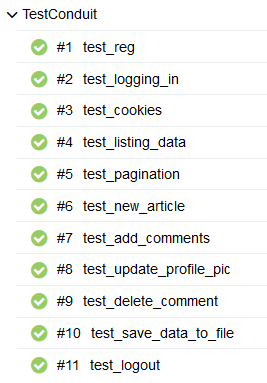 TestConduit
#1 test_reg
#2 test_logging_in
#3 test_cookies
#4 test_listing_data
#5 test_pagination
#6 test_new_article
#7 test_add_comments
#8 test_update_profile_pic
#9 test_delete_comment
#10 test_save_data_to_file
#11 test_logout